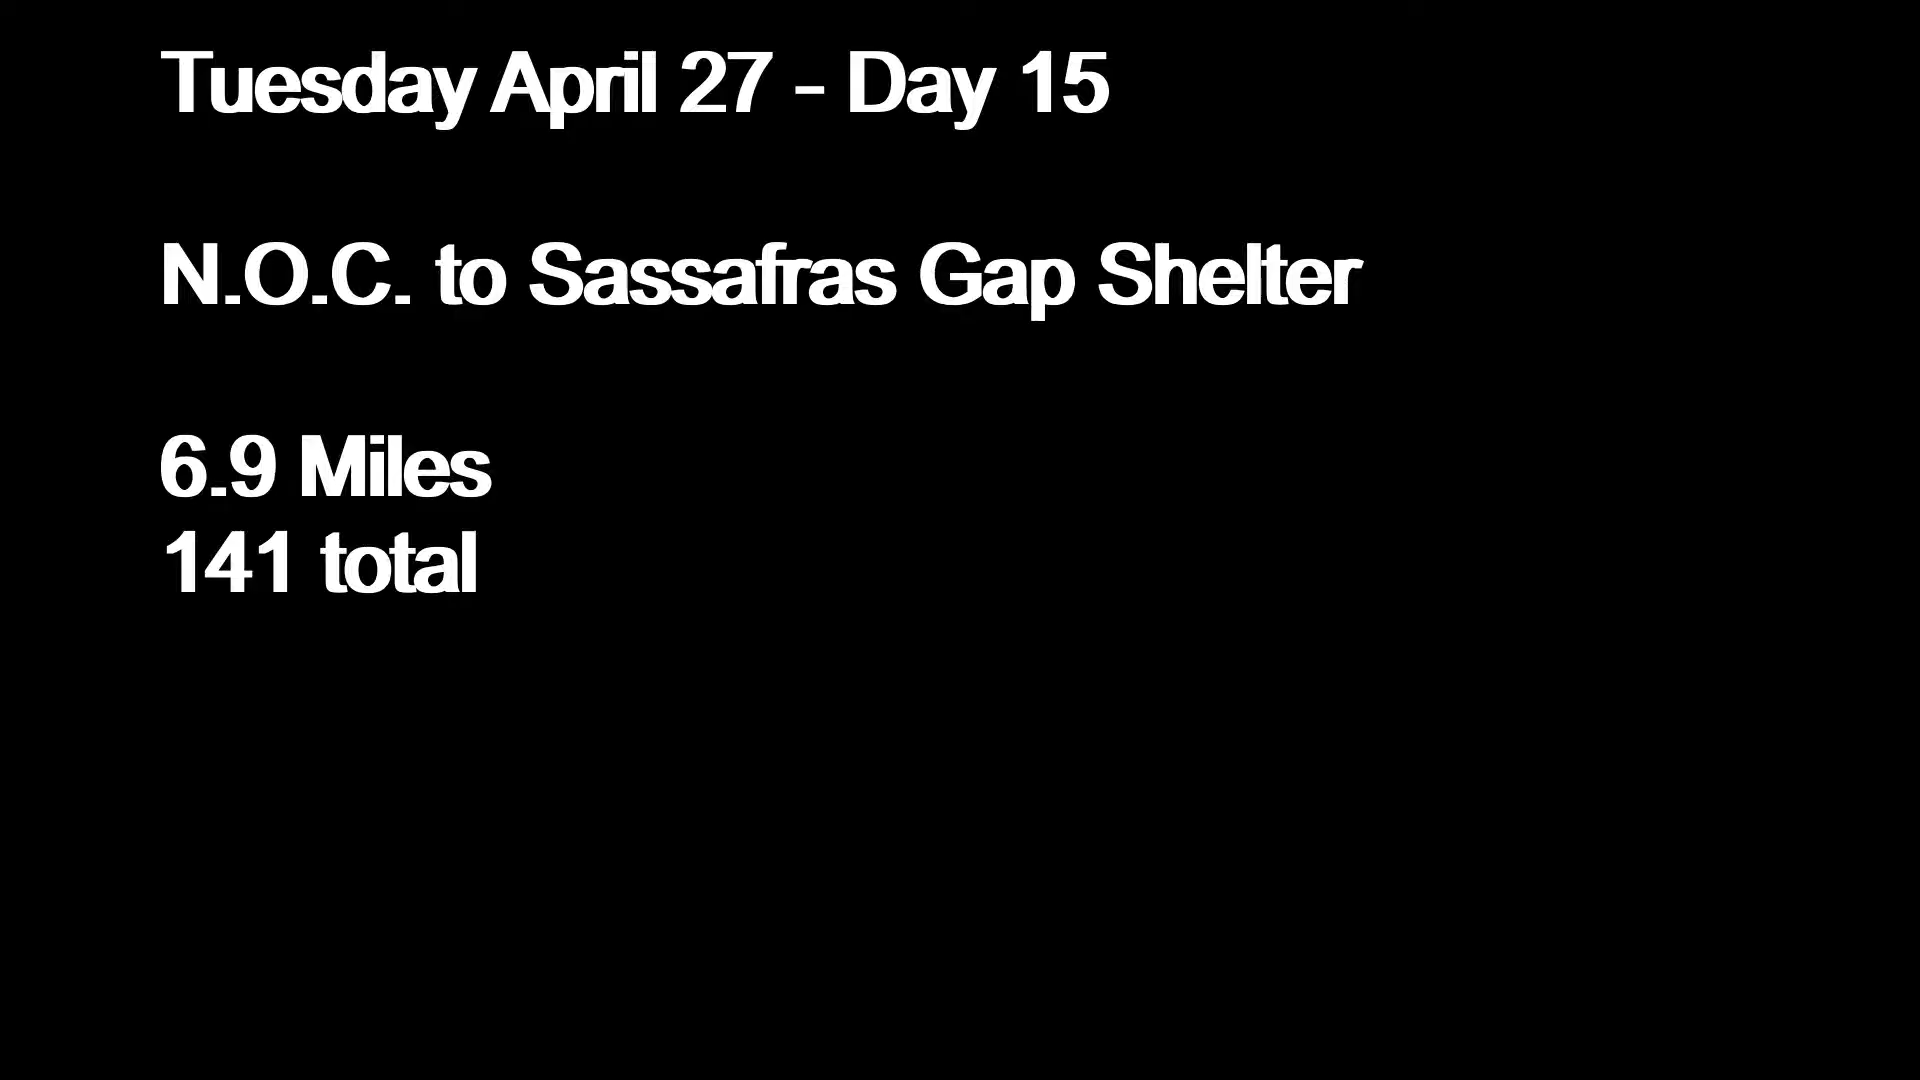 Tuesday April 27 - Day 15
N.O.C. to Sassafras Gap Shelter
6.9 Miles
141 total